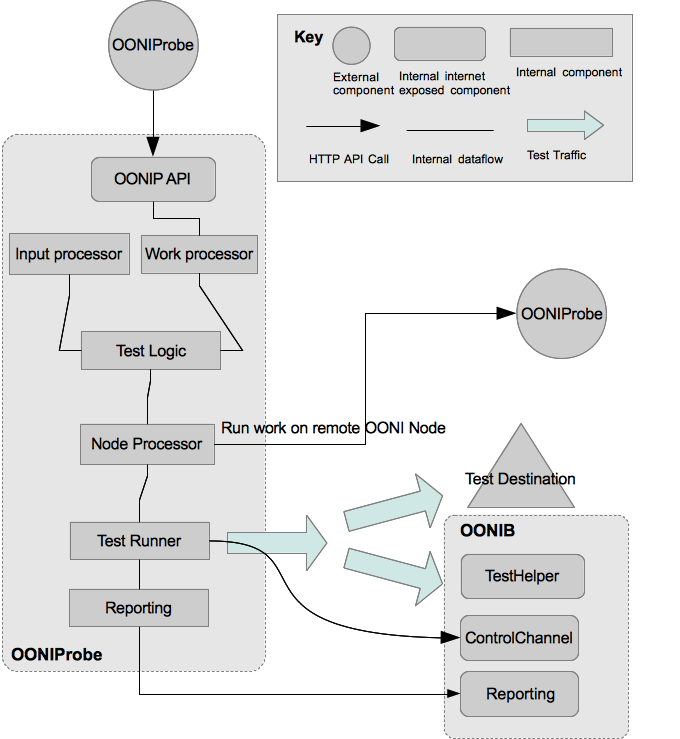 OONIProbe
Key
External
component
Internal internet
exposed component
Internal component
HTTP API Call
Internal dataflow
Test Traffic
OONIP API
Input processor
Work processor
Test Logic
OONIProbe
Node Processor
Run work on remote OONI Node
Test Destination
Test Runner
OONIB
TestHelper
Reporting
ControlChannel
OONIProbe
Reporting